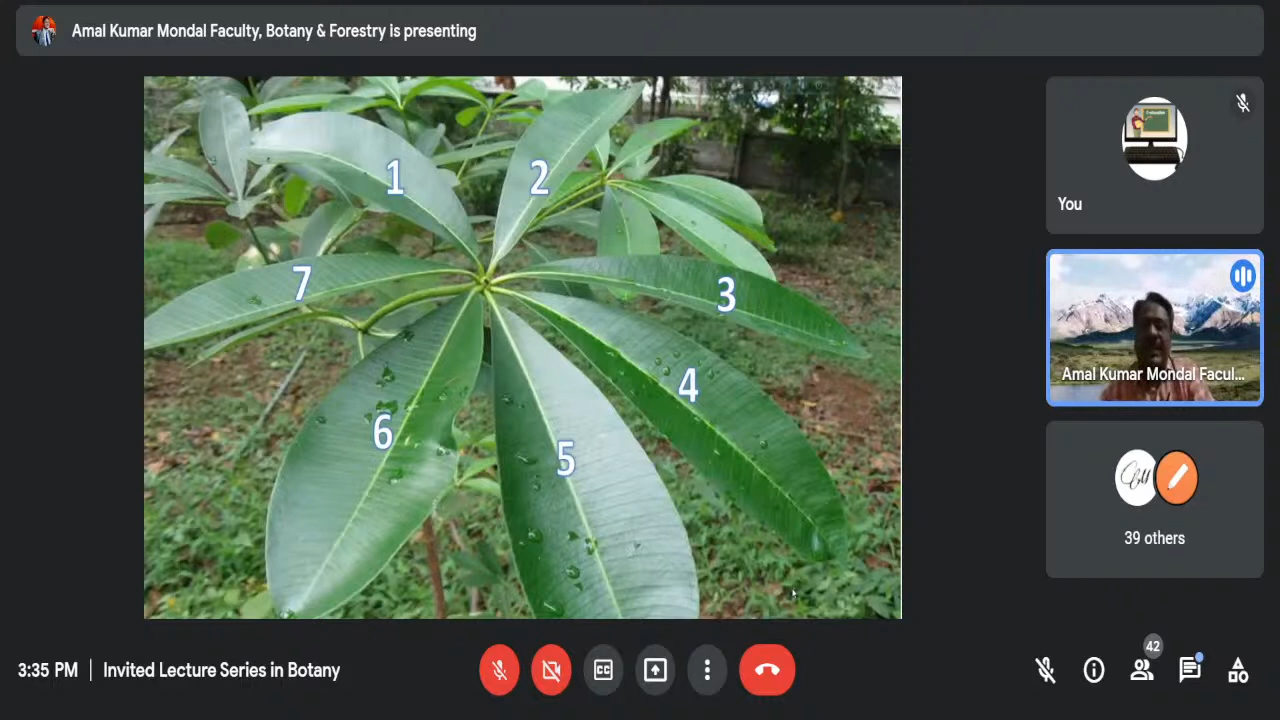 Amal Kumar Mondal Faculty, Botany & Forestry is presenting
1
2
7
3
4
6
5
You
Amal Kumar Mondal Facul...
39 others
42
3:35 PM | Invited Lecture Series in Botany
CC